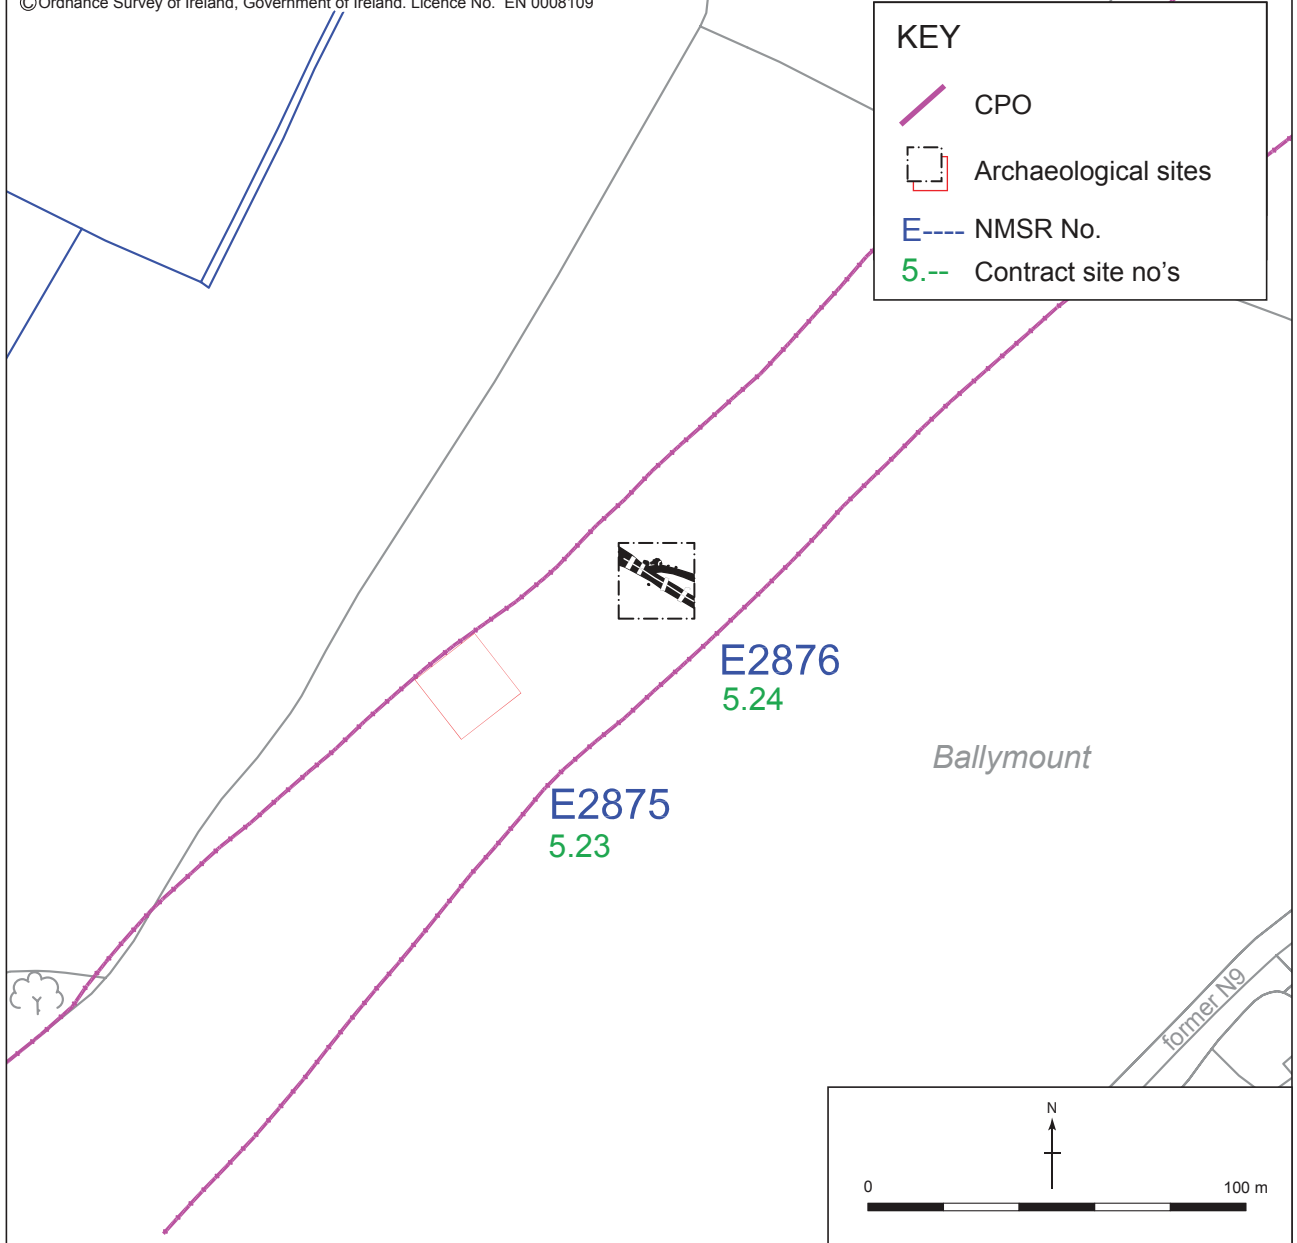 ©Ordnance Survey of Ireland, Government of Ireland. Licence No. EN 0008109
KEY
CPO
Archaeological sites
E---- NMSR No.
5.-- Contract site no's
E2876
5.24
Ballymount
E2875
5.23
former N9
N
0 100 m